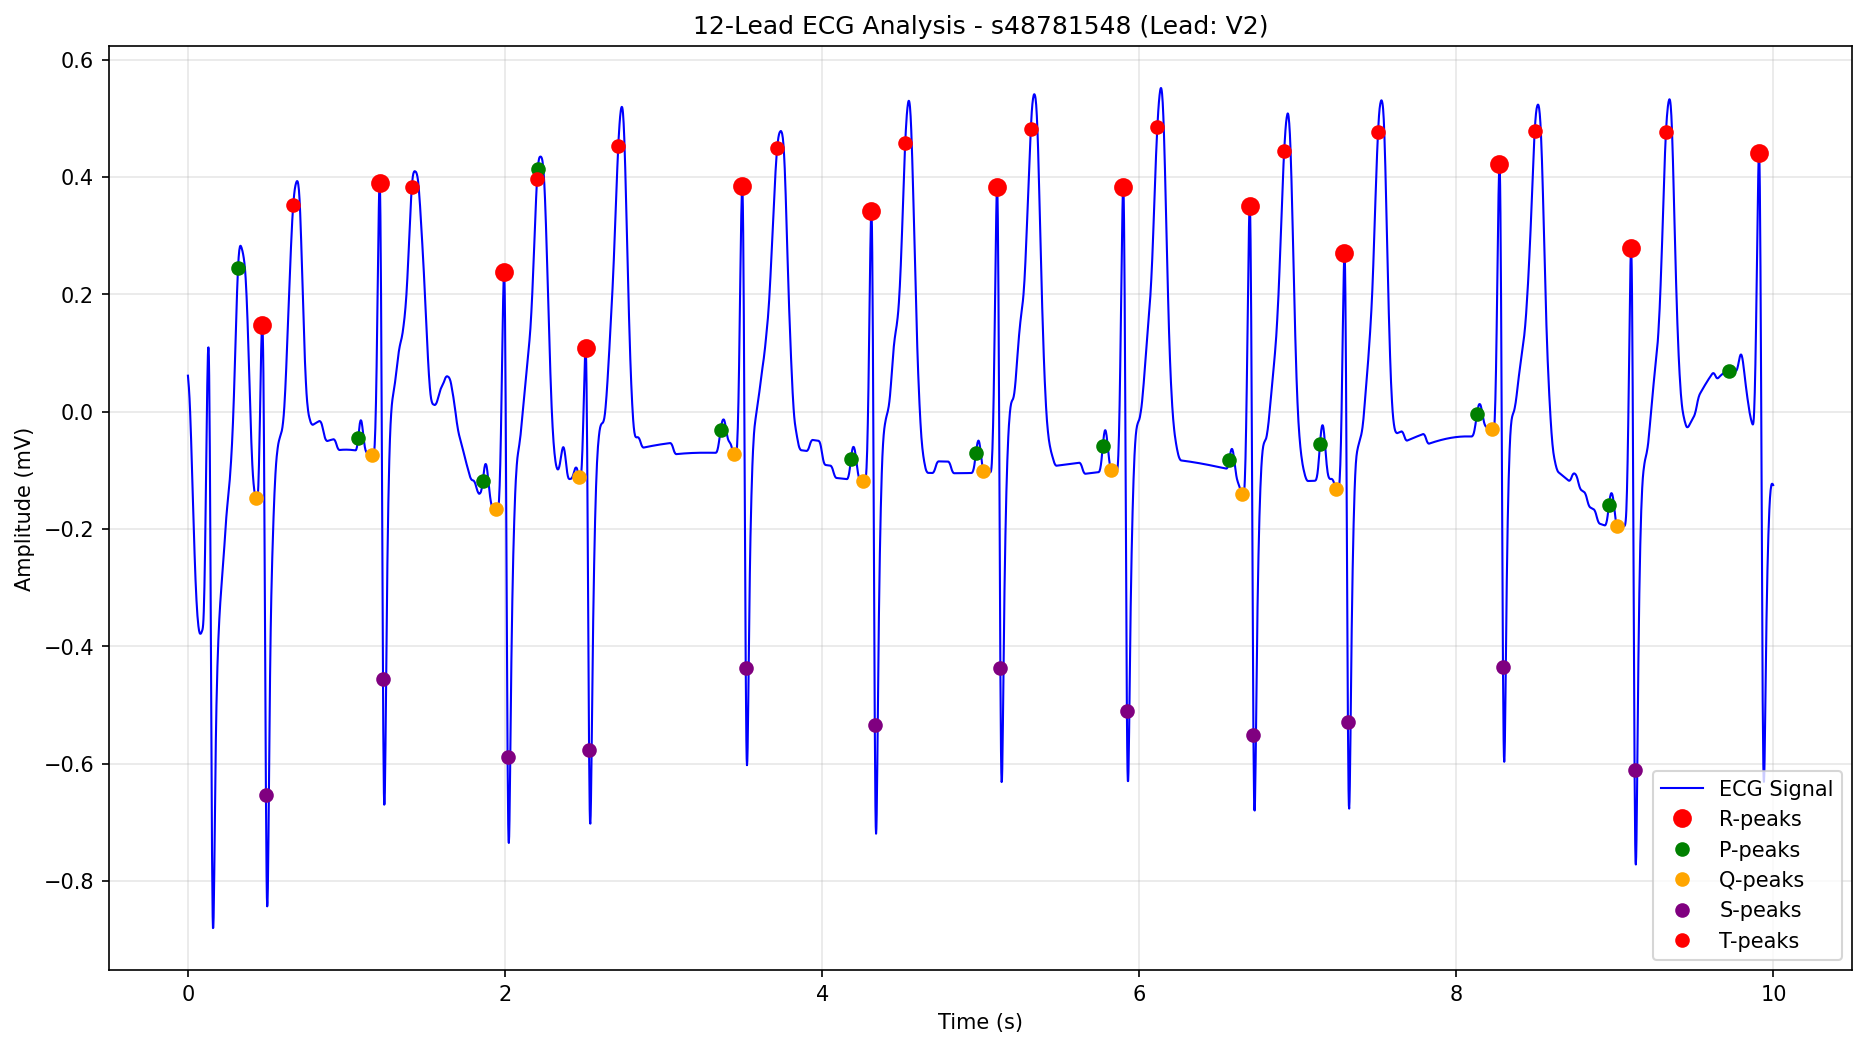 12-Lead ECG Analysis - s48781548 (Lead: V2)
Amplitude (mV)
0.6
0.4
0.2
0.0
−0.2
−0.4
−0.6
−0.8
0 2 4 6 8 10
Time (s)
ECG Signal
R-peaks
P-peaks
Q-peaks
S-peaks
T-peaks